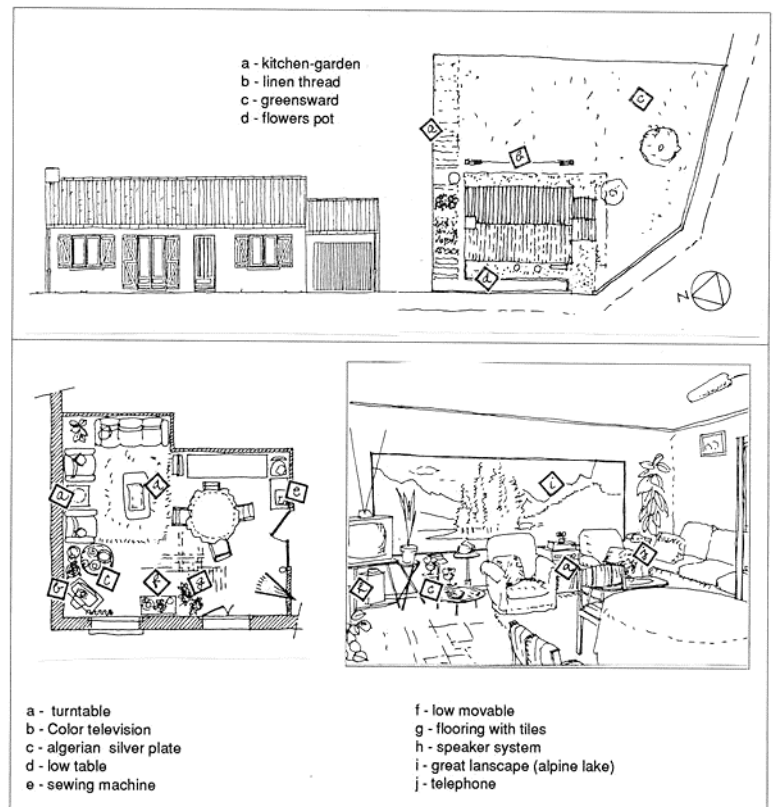 a - kitchen-garden
b - linen thread
c - greensward
d - flowers pot
a
c
d
d
N
a
d
e
b
c
f
i
h
a
f
c
a - turntable
b - Color television
c - algerian silver plate
d - low table
e - sewing machine
f - low movable
g - flooring with tiles
h - speaker system
i - great lanscape (alpine lake)
j - telephone